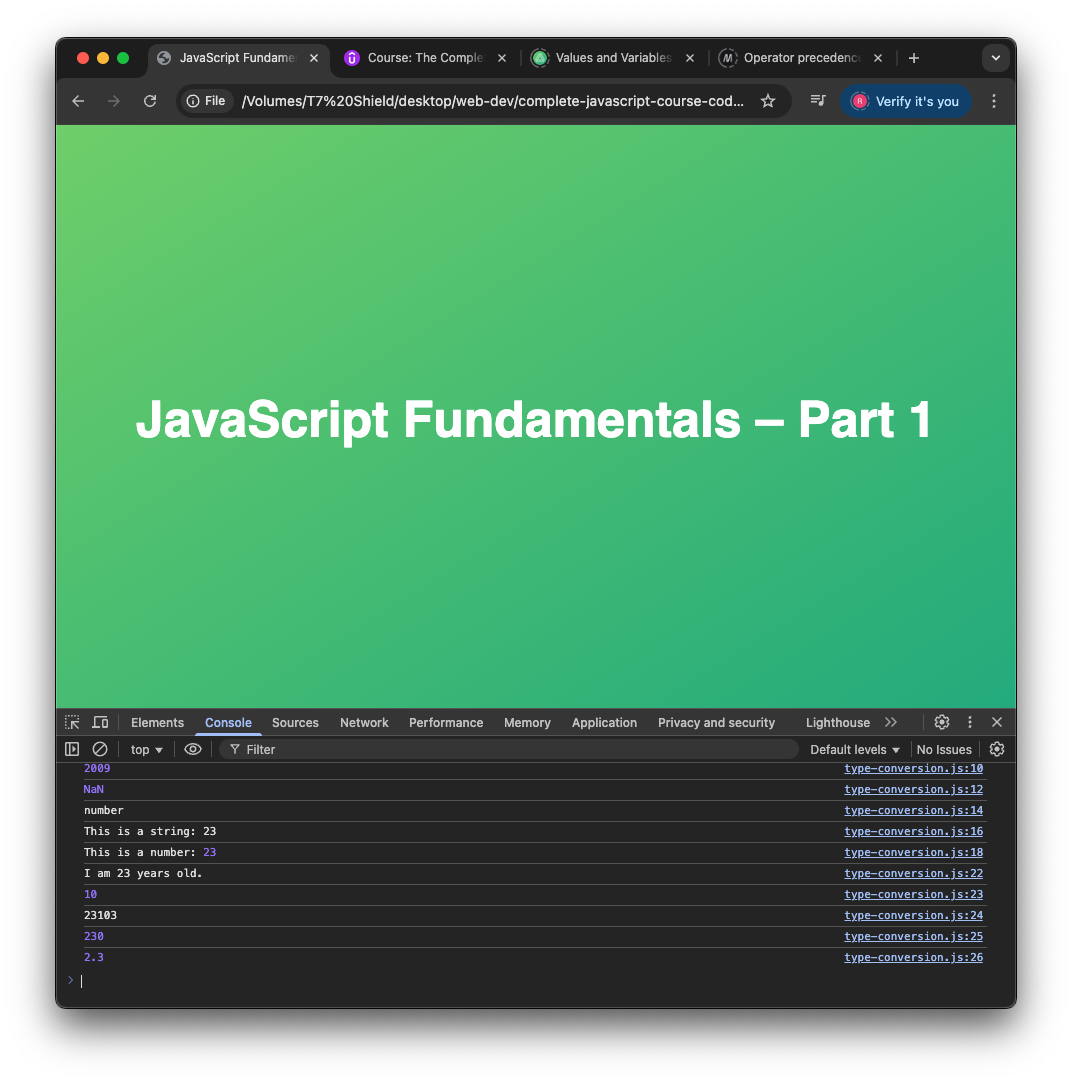 JavaScript Fundame
Course: The Comple
Values and Variables
Operator precedenc
File
/Volumes/T7%20Shield/desktop/web-dev/complete-javascript-course-cod...
R
Verify it's you
JavaScript Fundamentals – Part 1
Elements Console Sources Network Performance Memory Application Privacy and security Lighthouse
top
Filter
Default levels
No Issues
2009 type-conversion.js:10
NaN type-conversion.js:12
number type-conversion.js:14
This is a string: 23 type-conversion.js:16
This is a number: 23 type-conversion.js:18
I am 23 years old. type-conversion.js:22
10 type-conversion.js:23
23103 type-conversion.js:24
230 type-conversion.js:25
2.3 type-conversion.js:26